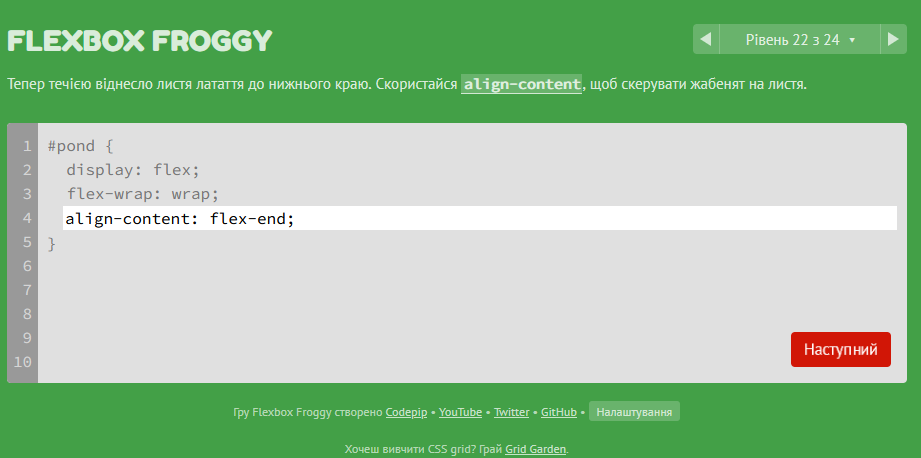 FLEXBOX FROGGY
Рівень 22 з 24
Тепер течією віднесло листя латаття до нижнього краю. Скористайся align-content, щоб скерувати жабенят на листя.
1 #pond {
2 display: flex;
3 flex-wrap: wrap;
4 align-content: flex-end;
5 }
6
7
8
9
10
Наступний
Гру Flexbox Froggy створено Codepip • YouTube • Twitter • GitHub • Налаштування
Хочеш вивчити CSS grid? Грай Grid Garden.